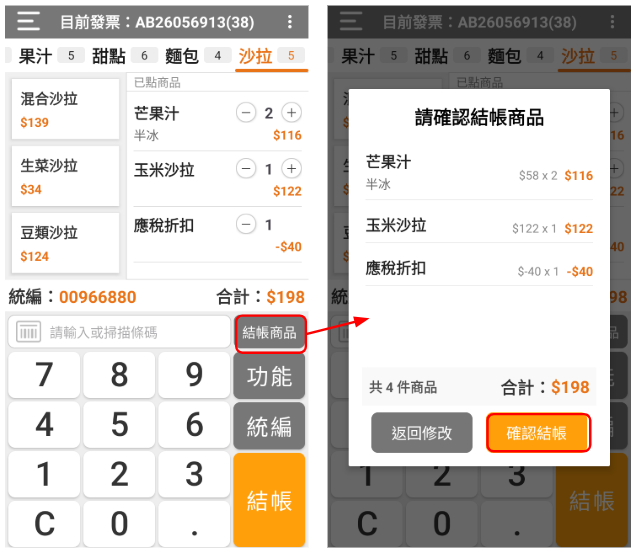 目前發票：AB26056913(38)
果汁 5 甜點 6 麵包 4 沙拉 5
已點商品
混合沙拉
$139
生菜沙拉
$34
豆類沙拉
$124
芒果汁 2
半冰 $116
玉米沙拉 1
$122
應稅折扣 1
-$40
統編：00966880 合計：$198
請輸入或掃描條碼 結帳商品
7 8 9 功能
4 5 6 統編
1 2 3 結帳
C 0 .
目前發票：AB26056913(38)
果汁 5 甜點 6 麵包 4 沙拉 5
已點商品
請確認結帳商品
芒果汁
半冰 $58 x 2 $116
玉米沙拉 $122 x 1 $122
應稅折扣 $-40 x 1 -$40
共 4 件商品 合計：$198
返回修改 確認結帳
1 2 3 結帳
C 0 .